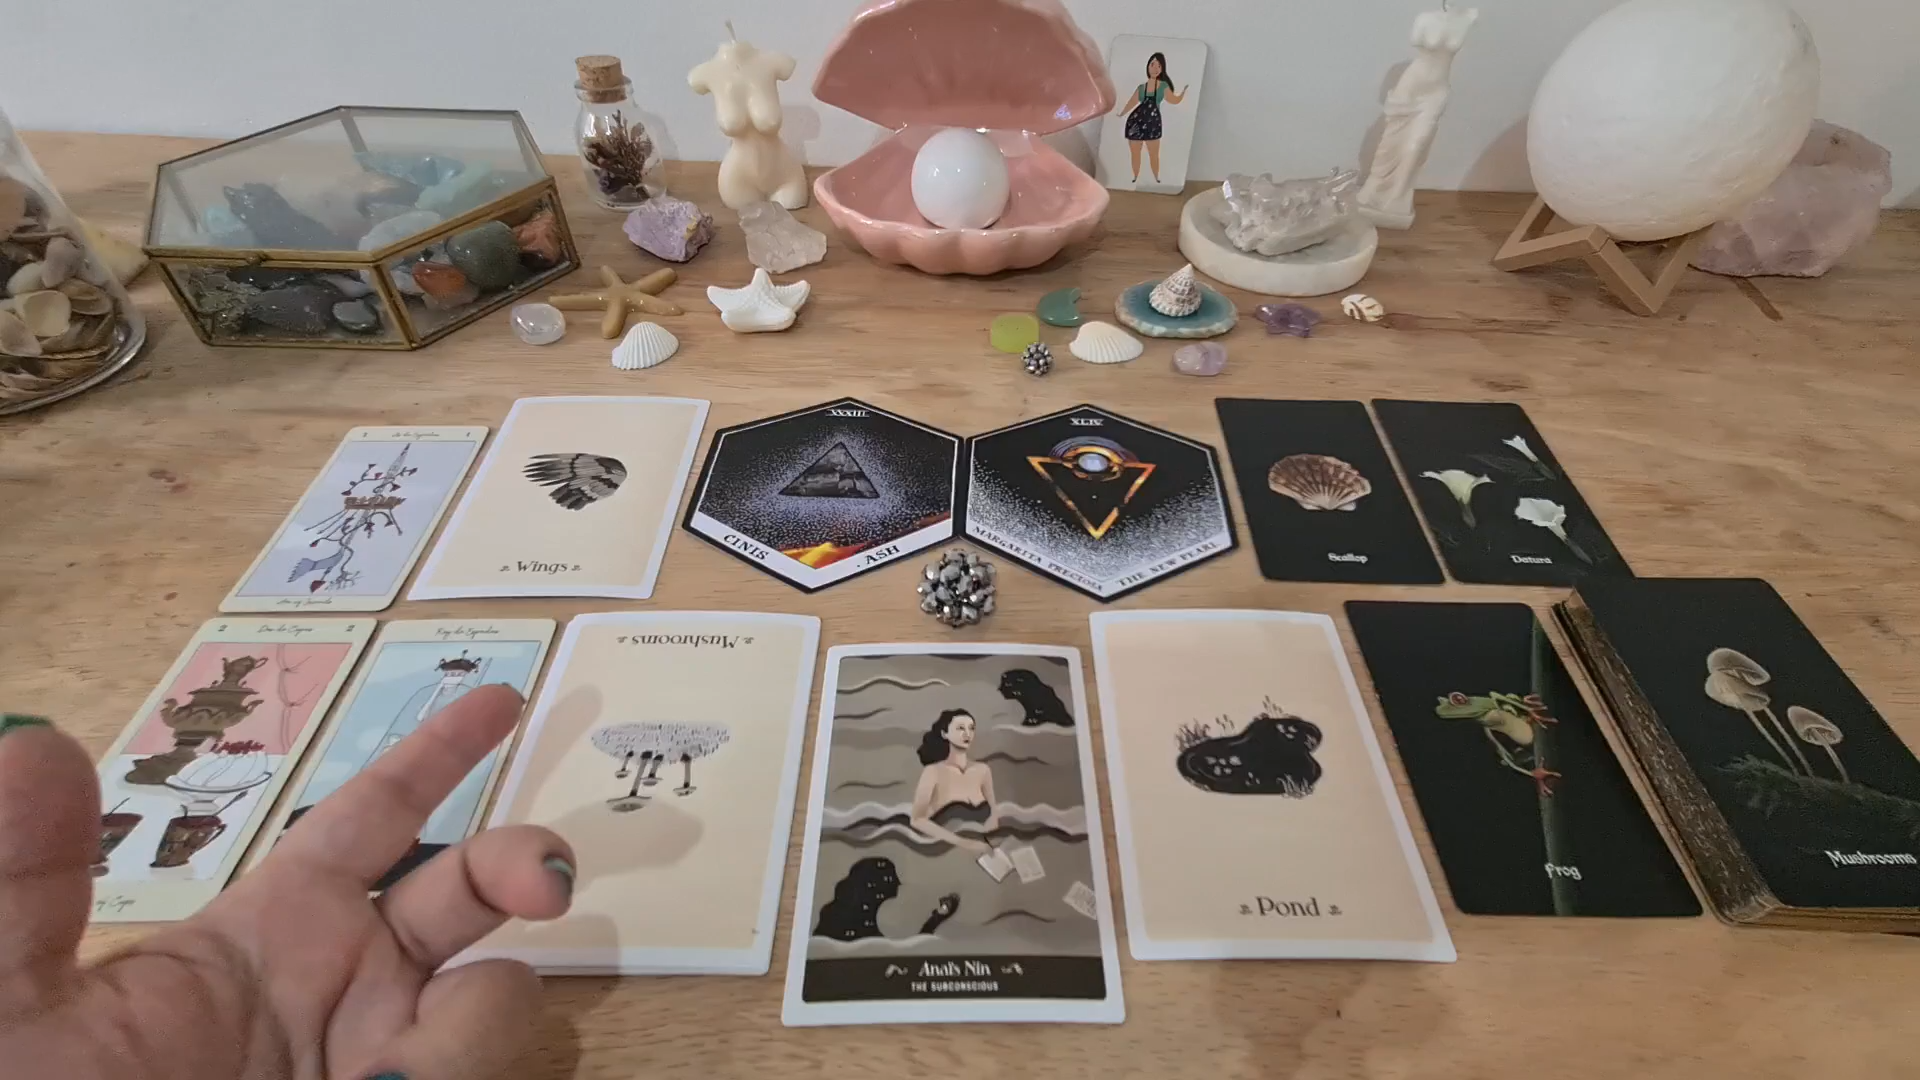 XXXIII
CINIS
ASH
XLIV
MARGARITA PRECIOSA
THE NEW PEARL
Wings
Scallop
Datura
Mushrooms
Anaïs Nin
THE SUBCONSCIOUS
Pond
Frog
Mushrooms